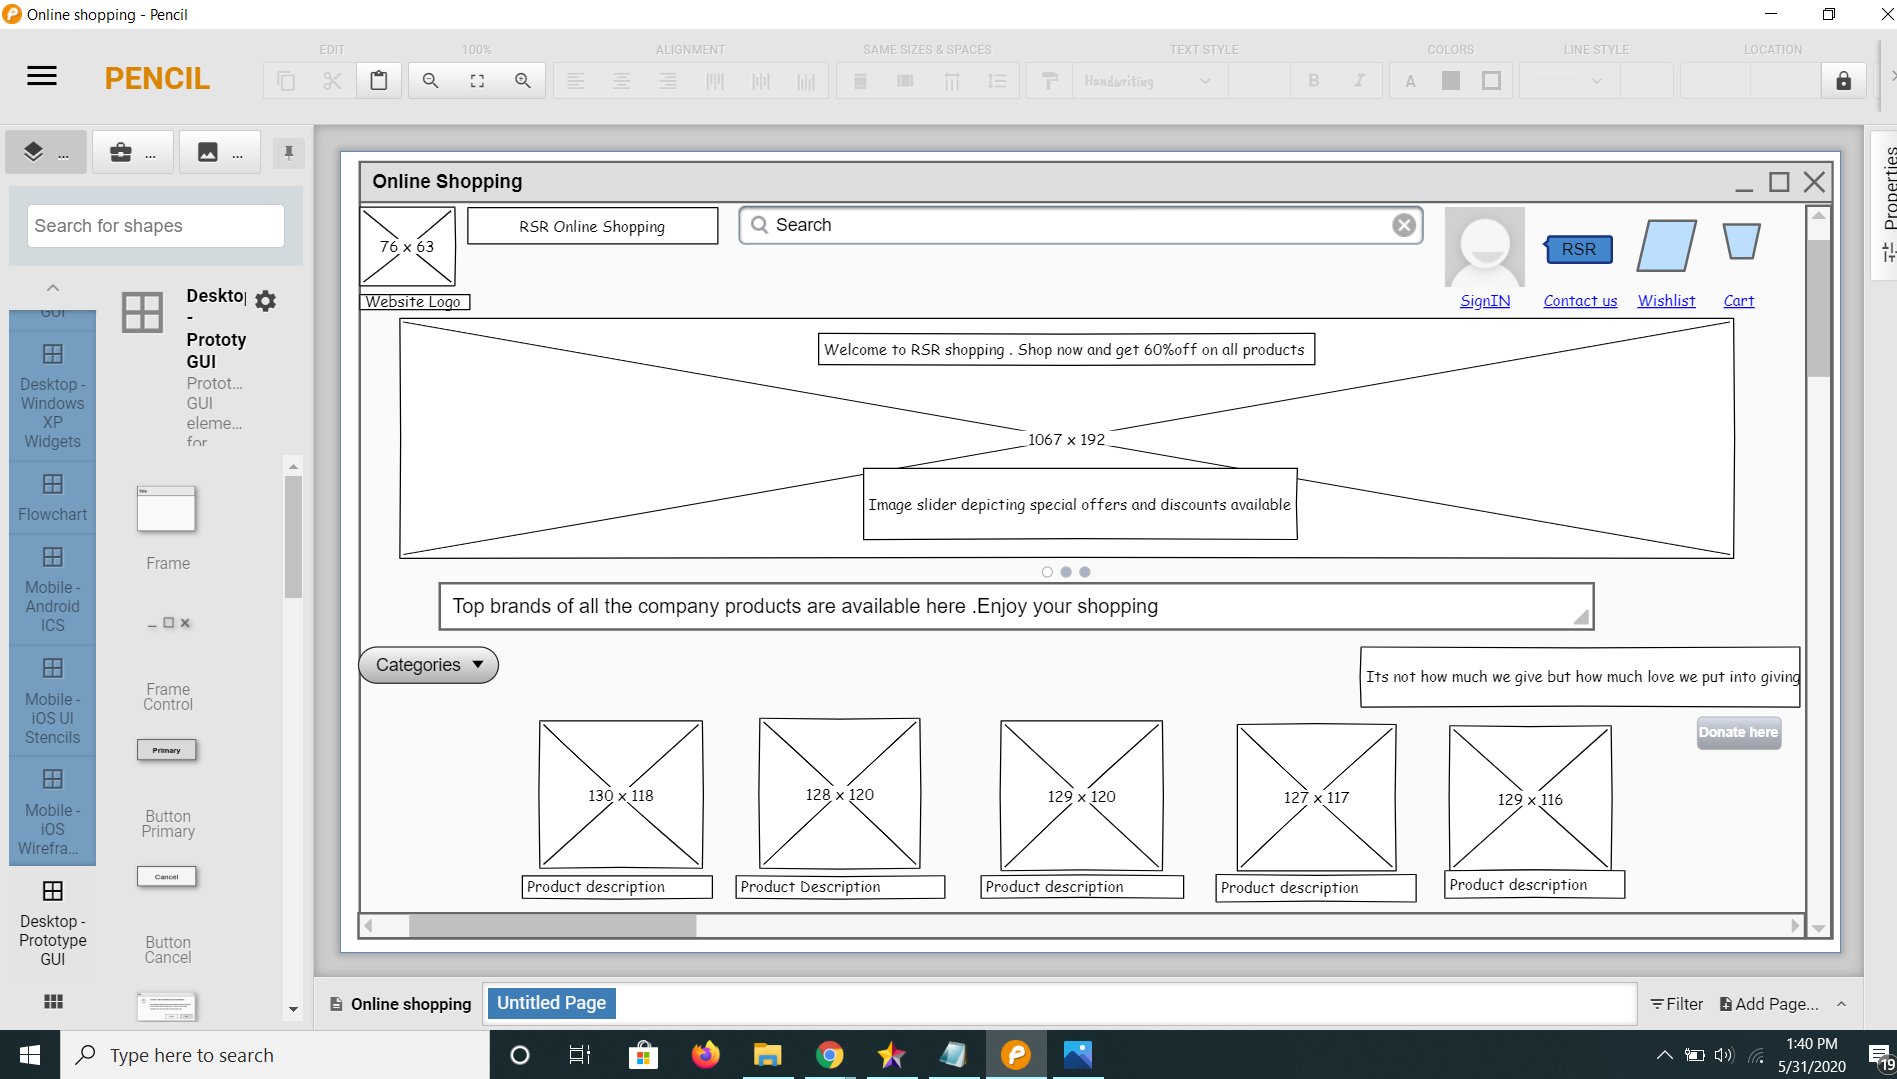 Online shopping - Pencil
EDIT
100%
ALIGNMENT
SAME SIZES & SPACES
TEXT STYLE
COLORS
LINE STYLE
LOCATION
PENCIL
Handwriting
B
I
A
...
...
...
Properties
Search for shapes
GUI
Desktop -
Windows
XP
Widgets
Flowchart
Mobile -
Android
ICS
Mobile -
iOS UI
Stencils
Mobile -
iOS
Wirefra...
Desktop -
Prototype
GUI
Deskto
-
Prototy
GUI
Protot...
GUI
eleme...
for
Title
Frame
Frame
Control
Primary
Button
Primary
Cancel
Button
Cancel
Online Shopping
76 x 63
RSR Online Shopping
Search
RSR
Website Logo
SignIN
Contact us
Wishlist
Cart
Welcome to RSR shopping . Shop now and get 60%off on all products
1067 x 192
Image slider depicting special offers and discounts available
Top brands of all the company products are available here .Enjoy your shopping
Categories
Its not how much we give but how much love we put into giving
Donate here
130 x 118
128 x 120
129 x 120
127 x 117
129 x 116
Product description
Product Description
Product description
Product description
Product description
Online shopping
Untitled Page
Filter
Add Page...
Type here to search
1:40 PM
5/31/2020
19